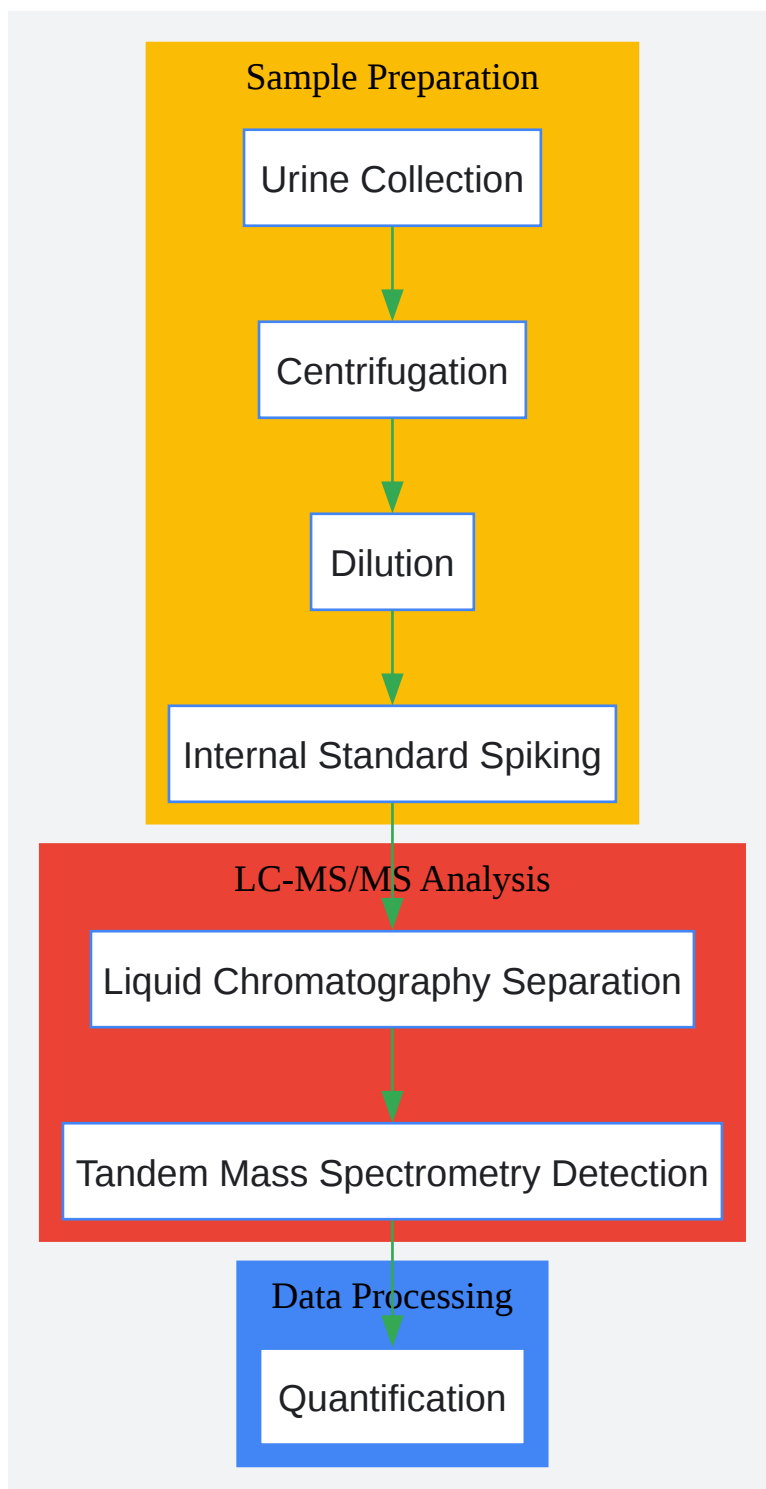 Sample Preparation
Urine Collection
Centrifugation
Dilution
Internal Standard Spiking
LC-MS/MS Analysis
Liquid Chromatography Separation
Tandem Mass Spectrometry Detection
Data Processing
Quantification